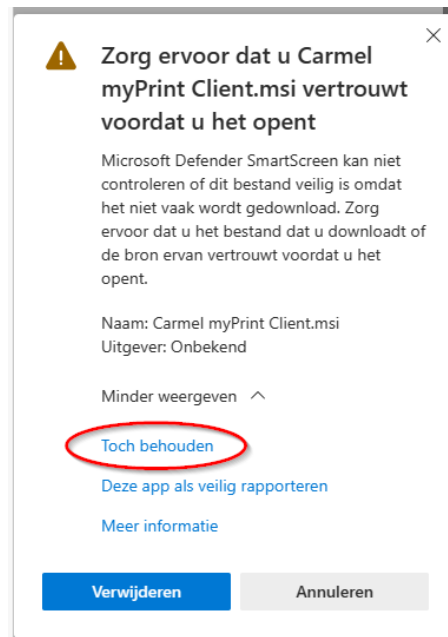 Zorg ervoor dat u Carmel
myPrint Client.msi vertrouwt
voordat u het opent
Microsoft Defender SmartScreen kan niet
controleren of dit bestand veilig is omdat
het niet vaak wordt gedownload. Zorg
ervoor dat u het bestand dat u downloadt of
de bron ervan vertrouwt voordat u het
opent.
Naam: Carmel myPrint Client.msi
Uitgever: Onbekend
Minder weergeven
Toch behouden
Deze app als veilig rapporteren
Meer informatie
Verwijderen
Annuleren